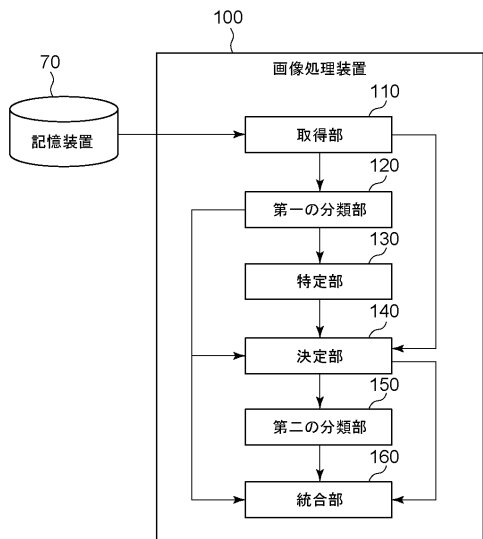 100
70
画像処理装置
110
記憶装置
取得部
120
第一の分類部
130
特定部
140
決定部
150
第二の分類部
160
統合部